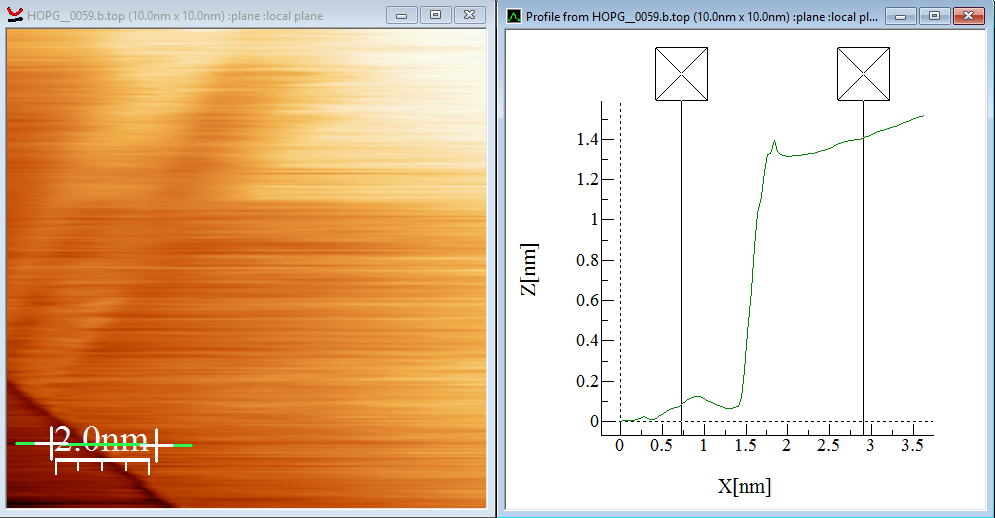 HOPG__0059.b.top (10.0nm x 10.0nm) :plane :local plane
2.0nm
Profile from HOPG__0059.b.top (10.0nm x 10.0nm) :plane :local pl...
Z[nm]
1.4
1.2
1
0.8
0.6
0.4
0.2
0
0 0.5 1 1.5 2 2.5 3 3.5
X[nm]